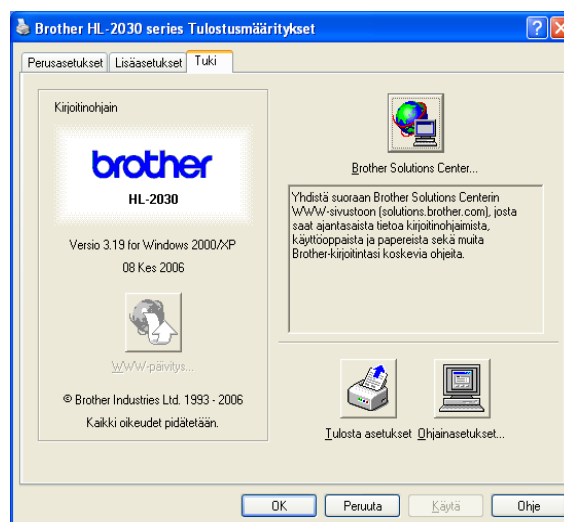 Brother HL-2030 series Tulostusmääritykset
Perusasetukset Lisäasetukset Tuki
Kirjoitinohjain
brother
HL-2030
Versio 3.19 for Windows 2000/XP
08 Kes 2006
WWW-päivitys...
© Brother Industries Ltd. 1993 - 2006
Kaikki oikeudet pidätetään.
Brother Solutions Center...
Yhdistä suoraan Brother Solutions Centerin
WWW-sivustoon (solutions.brother.com), josta
saat ajantasaista tietoa kirjoitinohjaimista,
käyttöoppaista ja papereista sekä muita
Brother-kirjoitintasi koskevia ohjeita.
Tulosta asetukset Ohjainasetukset...
OK Peruuta Käytä Ohje